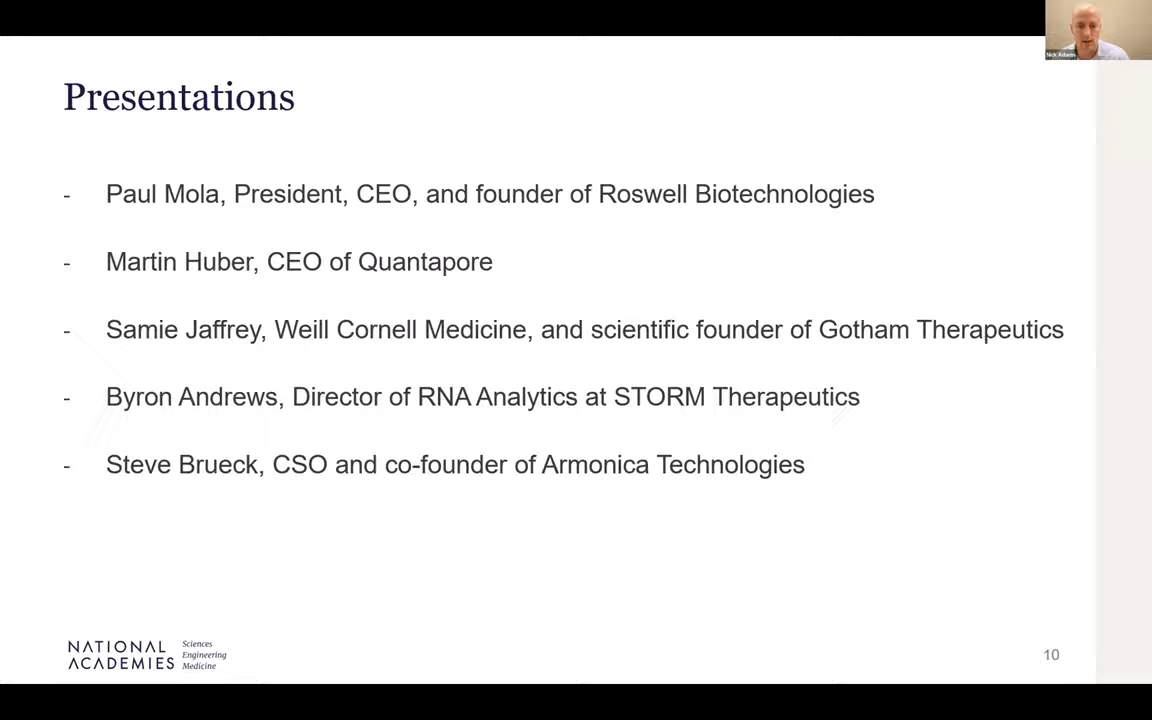 Nick Adams
Presentations
- Paul Mola, President, CEO, and founder of Roswell Biotechnologies
- Martin Huber, CEO of Quantapore
- Samie Jaffrey, Weill Cornell Medicine, and scientific founder of Gotham Therapeutics
- Byron Andrews, Director of RNA Analytics at STORM Therapeutics
- Steve Brueck, CSO and co-founder of Armonica Technologies
NATIONAL
ACADEMIES
Sciences
Engineering
Medicine
10